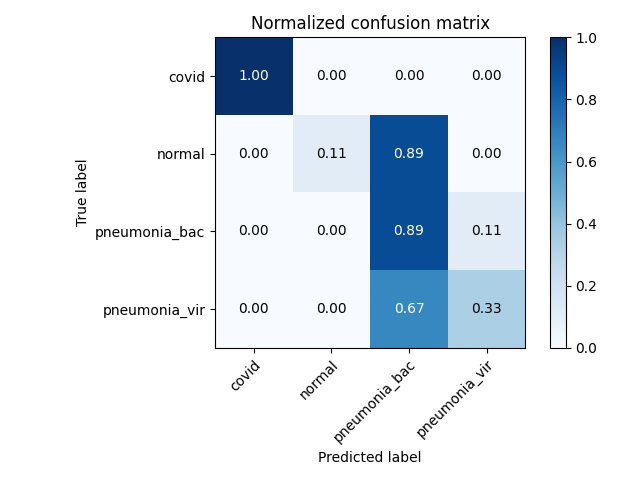 Normalized confusion matrix
True label
covid 1.00 0.00 0.00 0.00
normal 0.00 0.11 0.89 0.00
pneumonia_bac 0.00 0.00 0.89 0.11
pneumonia_vir 0.00 0.00 0.67 0.33
covid normal pneumonia_bac pneumonia_vir
Predicted label
1.0
0.8
0.6
0.4
0.2
0.0